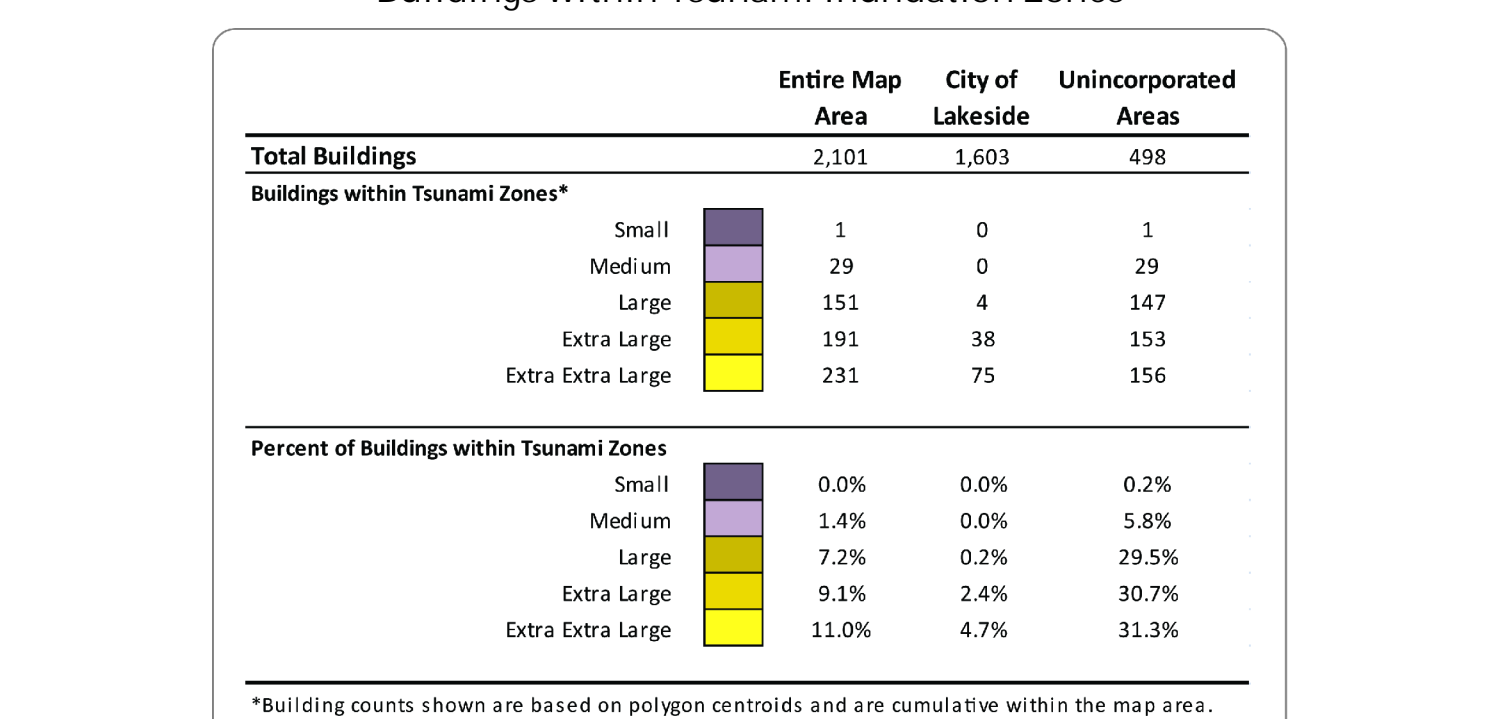 Buildings within Tsunami Inundation Zones
Entire Map Area City of Lakeside Unincorporated Areas
Total Buildings 2,101 1,603 498
Buildings within Tsunami Zones*
Small 1 0 1
Medium 29 0 29
Large 151 4 147
Extra Large 191 38 153
Extra Extra Large 231 75 156
Percent of Buildings within Tsunami Zones
Small 0.0% 0.0% 0.2%
Medium 1.4% 0.0% 5.8%
Large 7.2% 0.2% 29.5%
Extra Large 9.1% 2.4% 30.7%
Extra Extra Large 11.0% 4.7% 31.3%
*Building counts shown are based on polygon centroids and are cumulative within the map area.